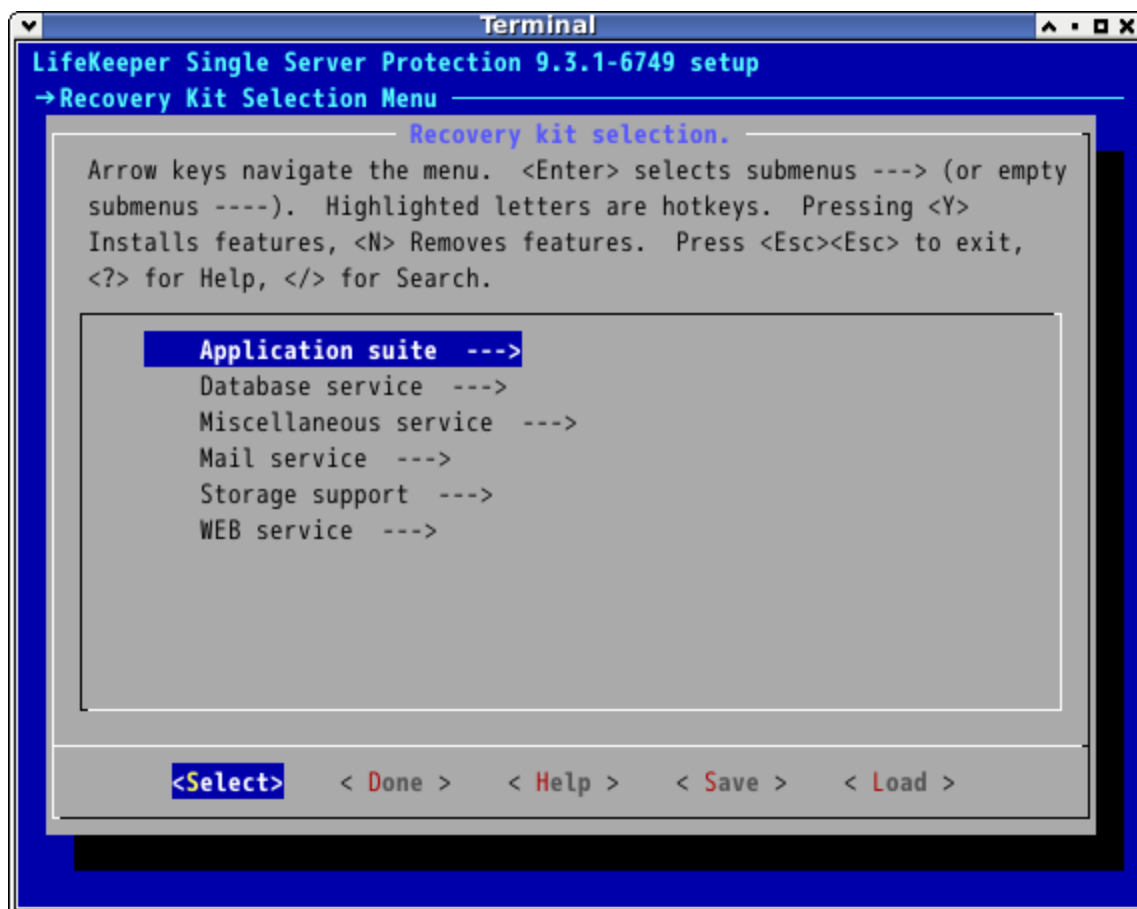 Terminal
LifeKeeper Single Server Protection 9.3.1-6749 setup
→Recovery Kit Selection Menu
Recovery kit selection.
Arrow keys navigate the menu.  <Enter> selects submenus ---> (or empty
submenus ----).  Highlighted letters are hotkeys.  Pressing <Y>
Installs features, <N> Removes features.  Press <Esc><Esc> to exit,
<?> for Help, </> for Search.
Application suite  --->
Database service  --->
Miscellaneous service  --->
Mail service  --->
Storage support  --->
WEB service  --->
<Select>    < Done >    < Help >    < Save >    < Load >